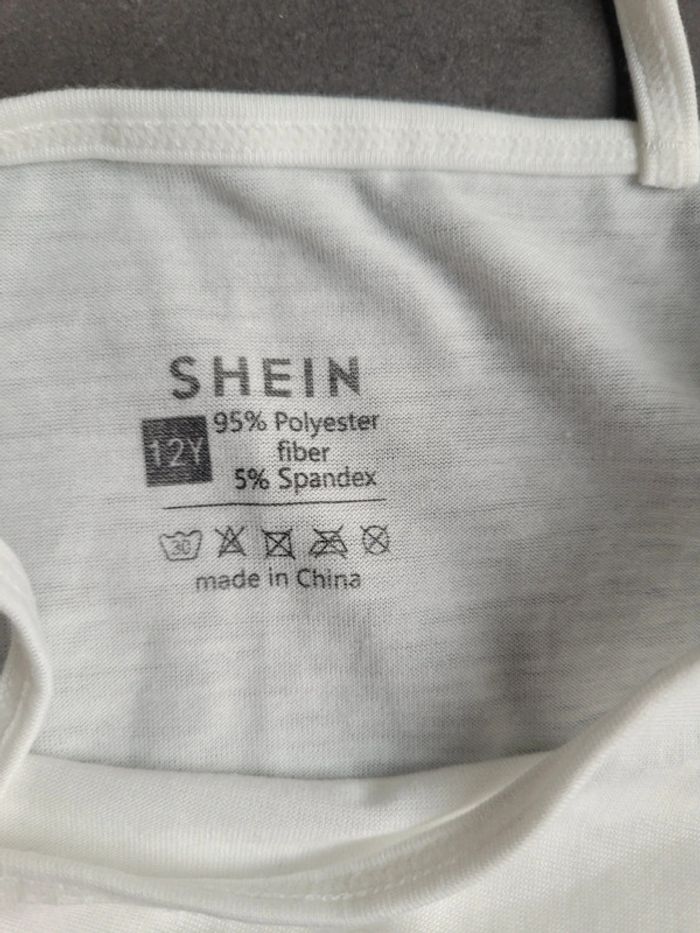 SHEIN
12Y
95% Polyester
fiber
5% Spandex
30
made in China